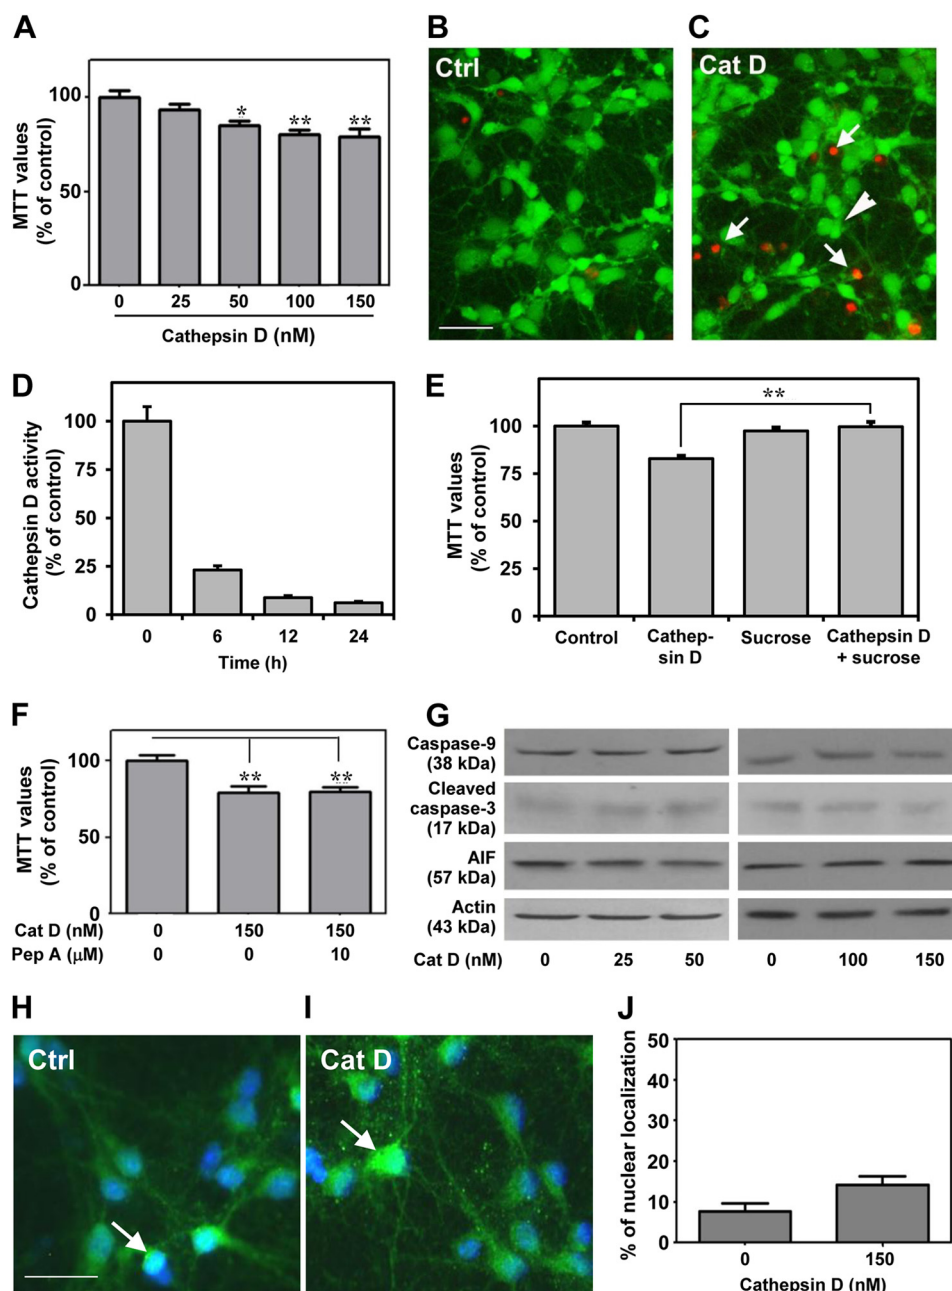 A
MTT values
(% of control)
100
50
0
*
**
**
0 25 50 100 150
Cathepsin D (nM)
B
Ctrl
C
Cat D
D
Cathepsin D activity
(% of control)
100
75
50
25
0
0 6 12 24
Time (h)
E
MTT values
(% of control)
100
75
50
25
0
**
Control
Cathep-
sin D
Sucrose
Cathepsin D
+ sucrose
F
MTT values
(% of control)
100
50
0
**
**
Cat D (nM) 0 150 150
Pep A (μM) 0 0 10
G
Caspase-9
(38 kDa)
Cleaved
caspase-3
(17 kDa)
AIF
(57 kDa)
Actin
(43 kDa)
Cat D (nM) 0 25 50 0 100 150
H
Ctrl
I
Cat D
J
% of nuclear localization
50
40
30
20
10
0
0 150
Cathepsin D (nM)